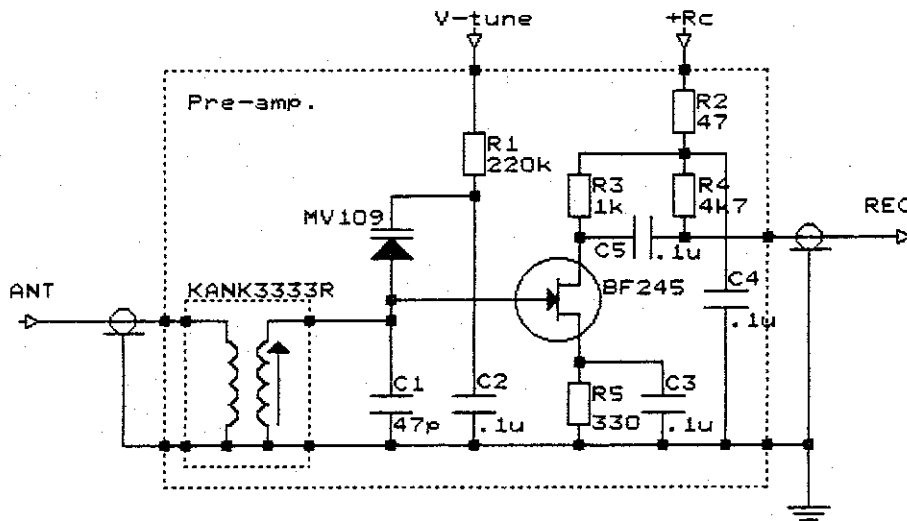 V-tune
+Rc
Pre-amp.
R2
47
R1
220k
R3
1k
R4
4k7
MV109
REC
C5
.1u
ANT
KANK3333R
BF245
C4
.1u
C1
47p
C2
.1u
R5
330
C3
.1u